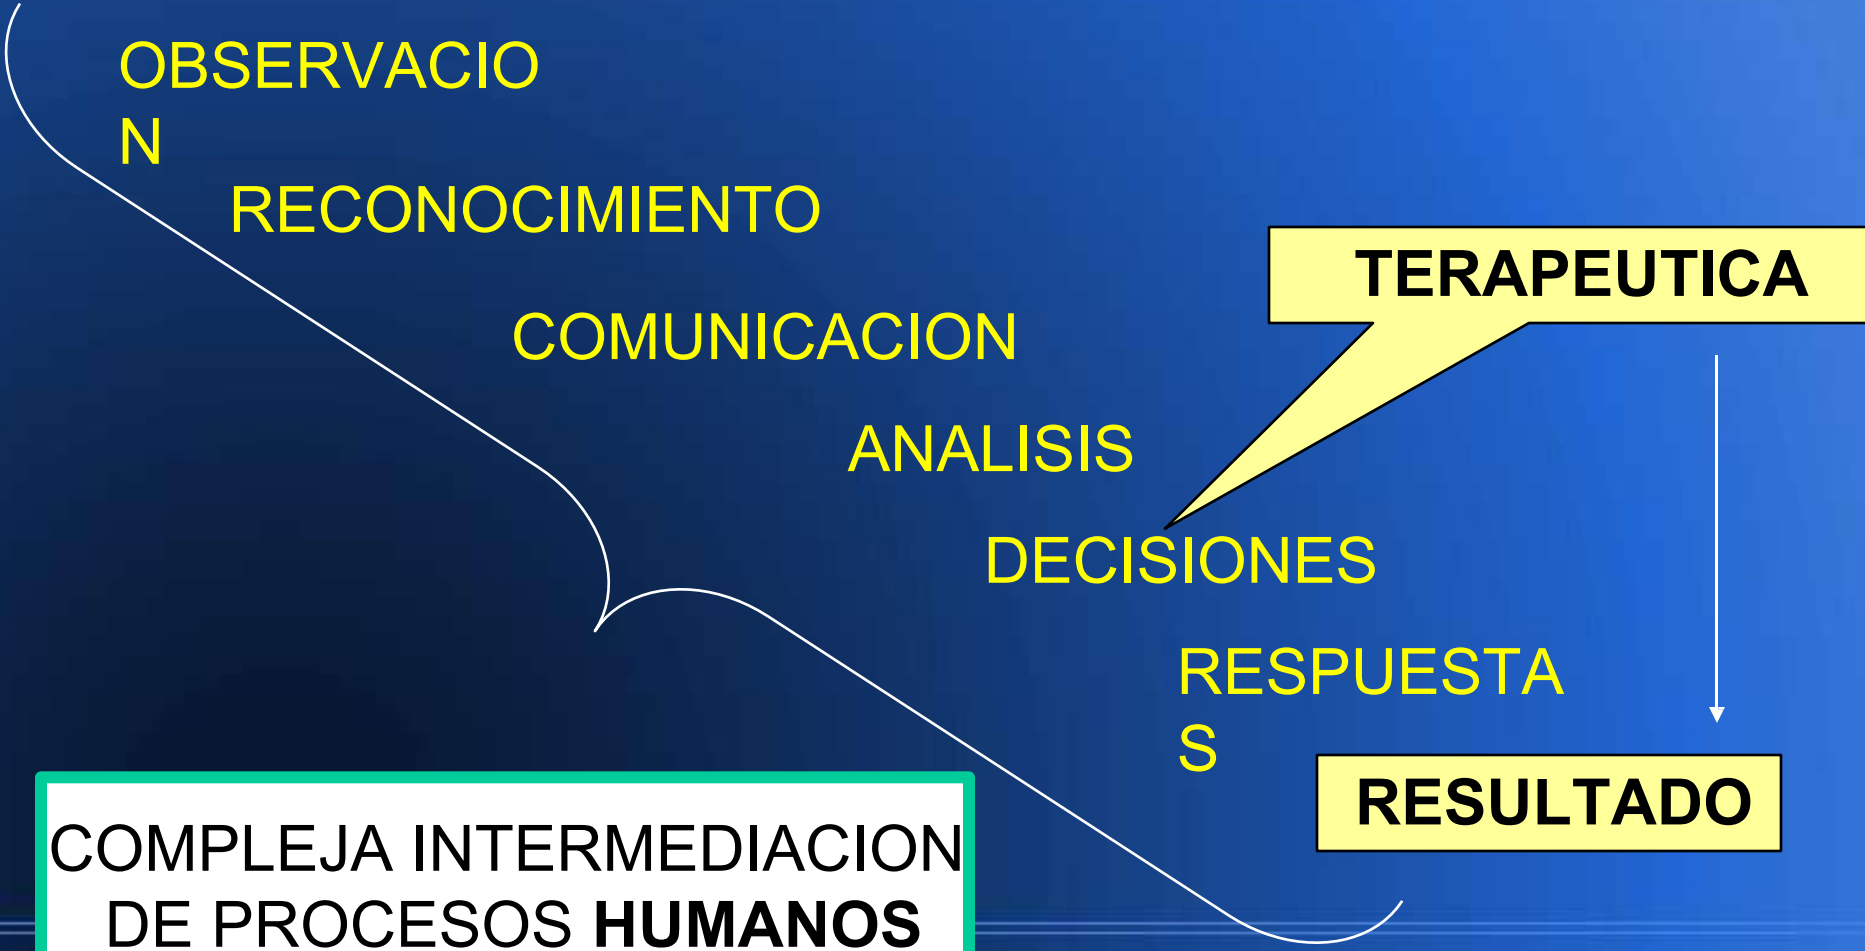 OBSERVACIO
N
RECONOCIMIENTO
TERAPEUTICA
COMUNICACION
ANALISIS
DECISIONES
RESPUESTA
S
RESULTADO
COMPLEJA INTERMEDIACION
DE PROCESOS HUMANOS